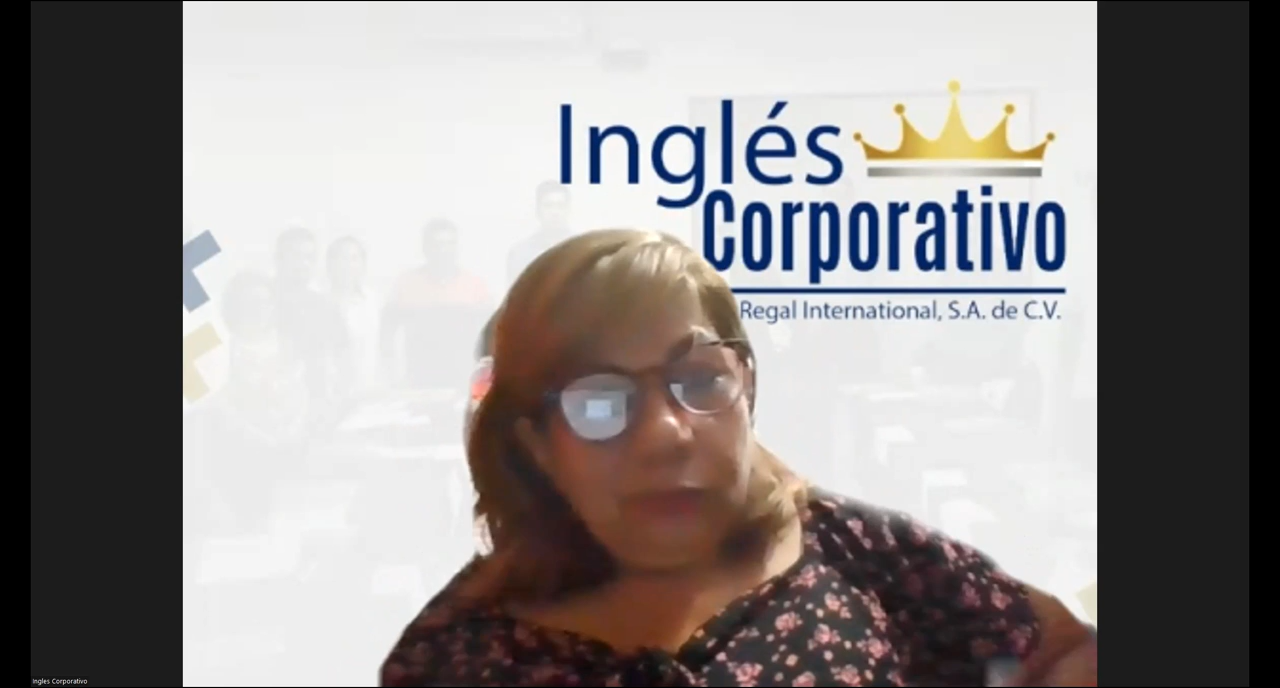 Inglés
Corporativo
Regal International, S.A. de C.V.
Ingles Corporativo